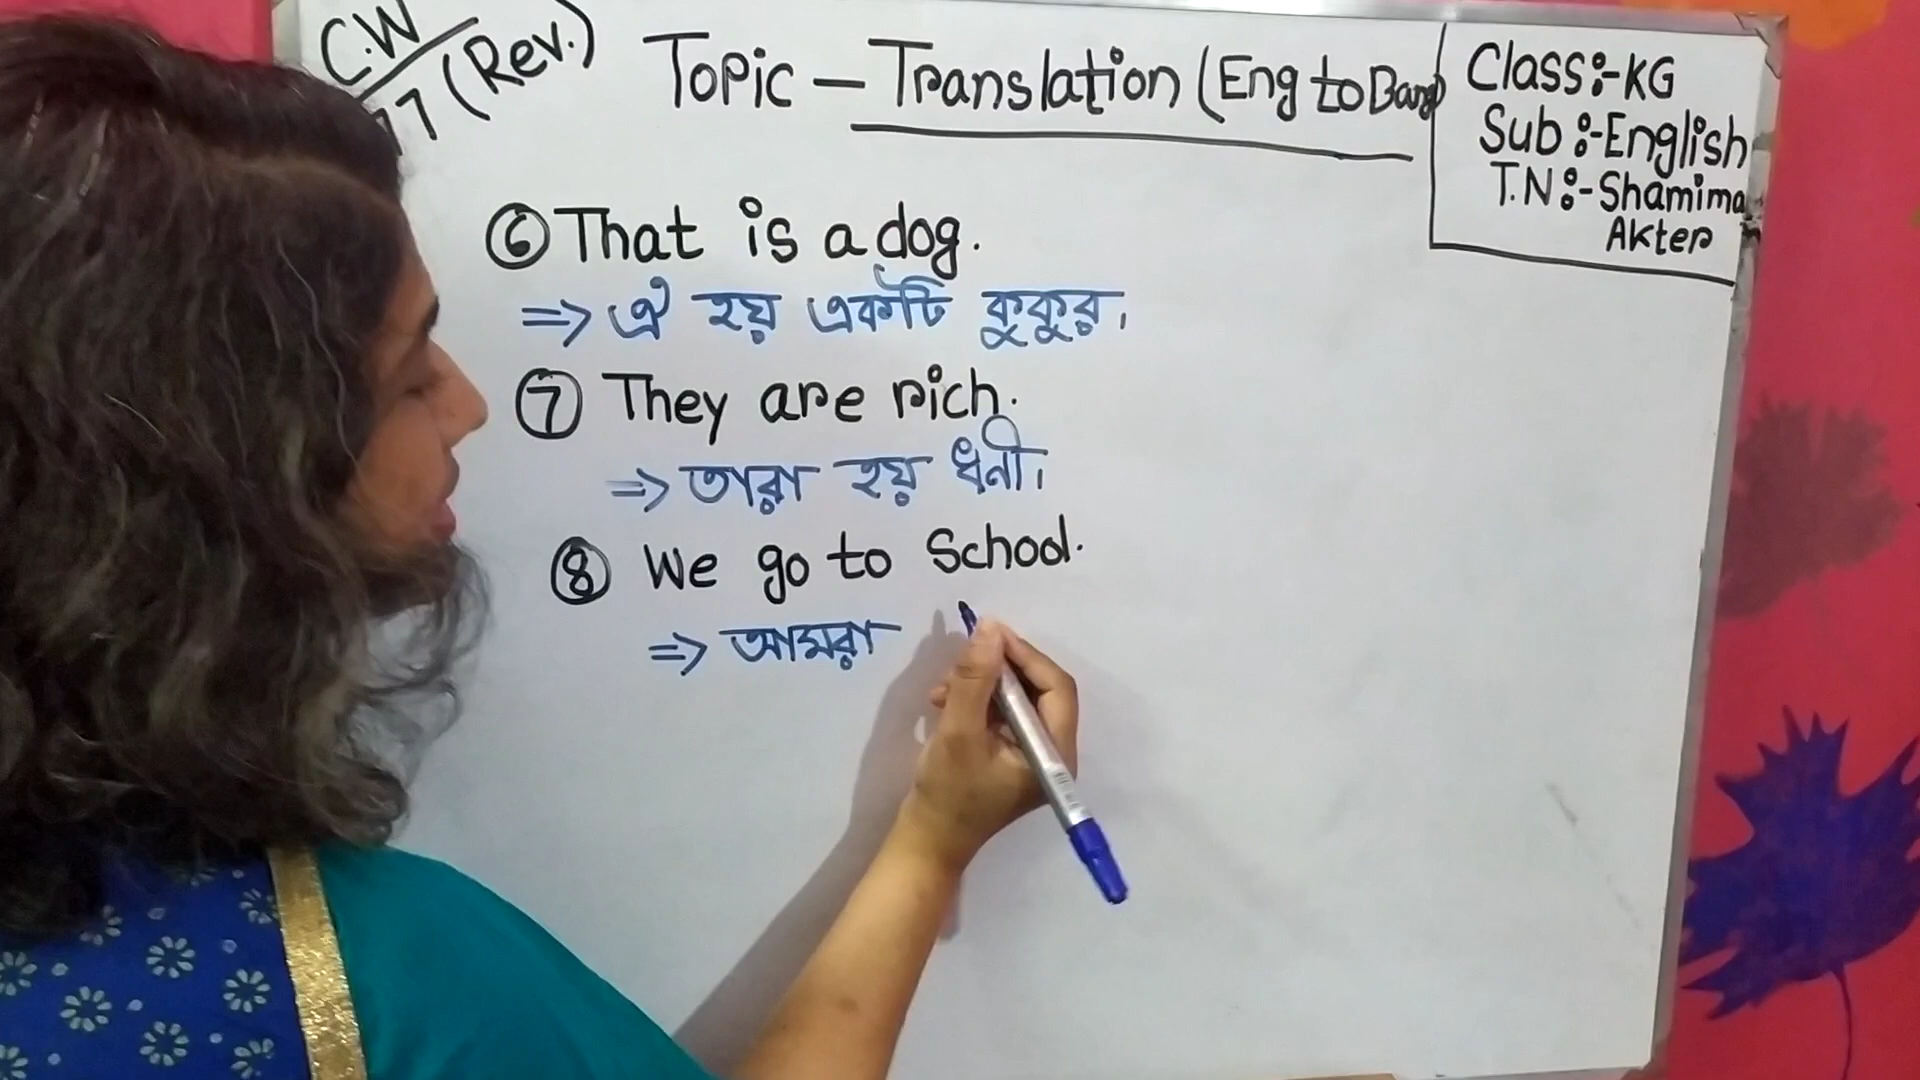 C.W
77 (Rev.)
Topic – Translation (Eng to Bang)
Class:-KG
Sub:-English
T.N:-Shamima
Akter
⑥ That is a dog.
⇒ ঐ হয় একটি কুকুর।
⑦ They are rich.
⇒ তারা হয় ধনী।
⑧ We go to School.
⇒ আমরা